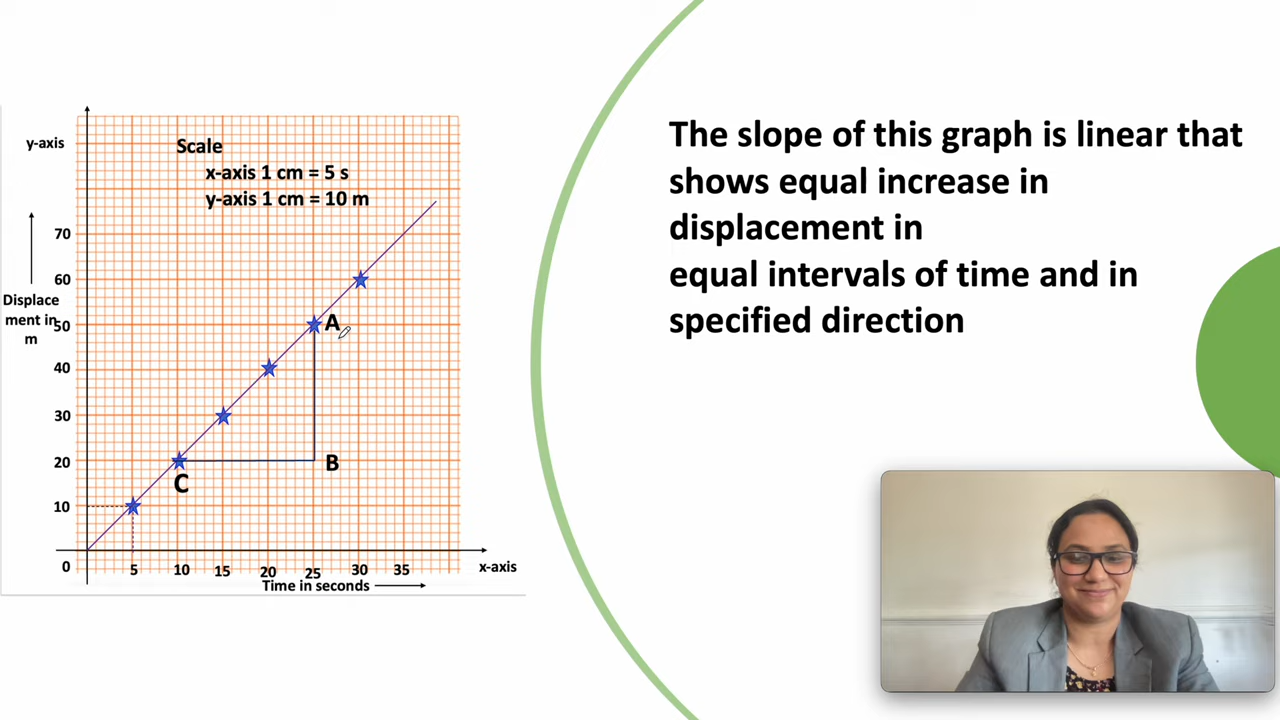 y-axis
Scale
x-axis 1 cm = 5 s
y-axis 1 cm = 10 m
70
60
Displace
ment in
m
50
40
30
20
10
0
A
B
C
5 10 15 20 25 30 35
x-axis
Time in seconds
The slope of this graph is linear that
shows equal increase in
displacement in
equal intervals of time and in
specified direction